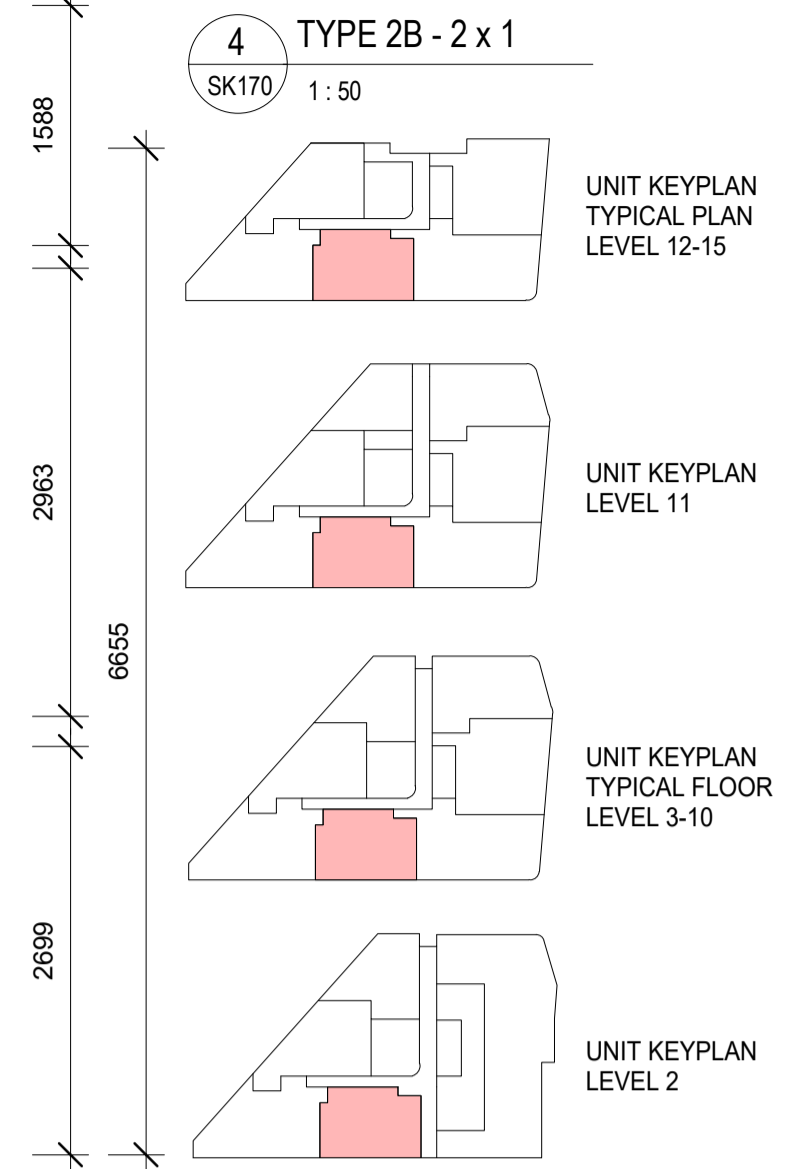 4
SK170
TYPE 2B - 2 x 1
1 : 50
1588
2963
6655
2699
UNIT KEYPLAN
TYPICAL PLAN
LEVEL 12-15
UNIT KEYPLAN
LEVEL 11
UNIT KEYPLAN
TYPICAL FLOOR
LEVEL 3-10
UNIT KEYPLAN
LEVEL 2